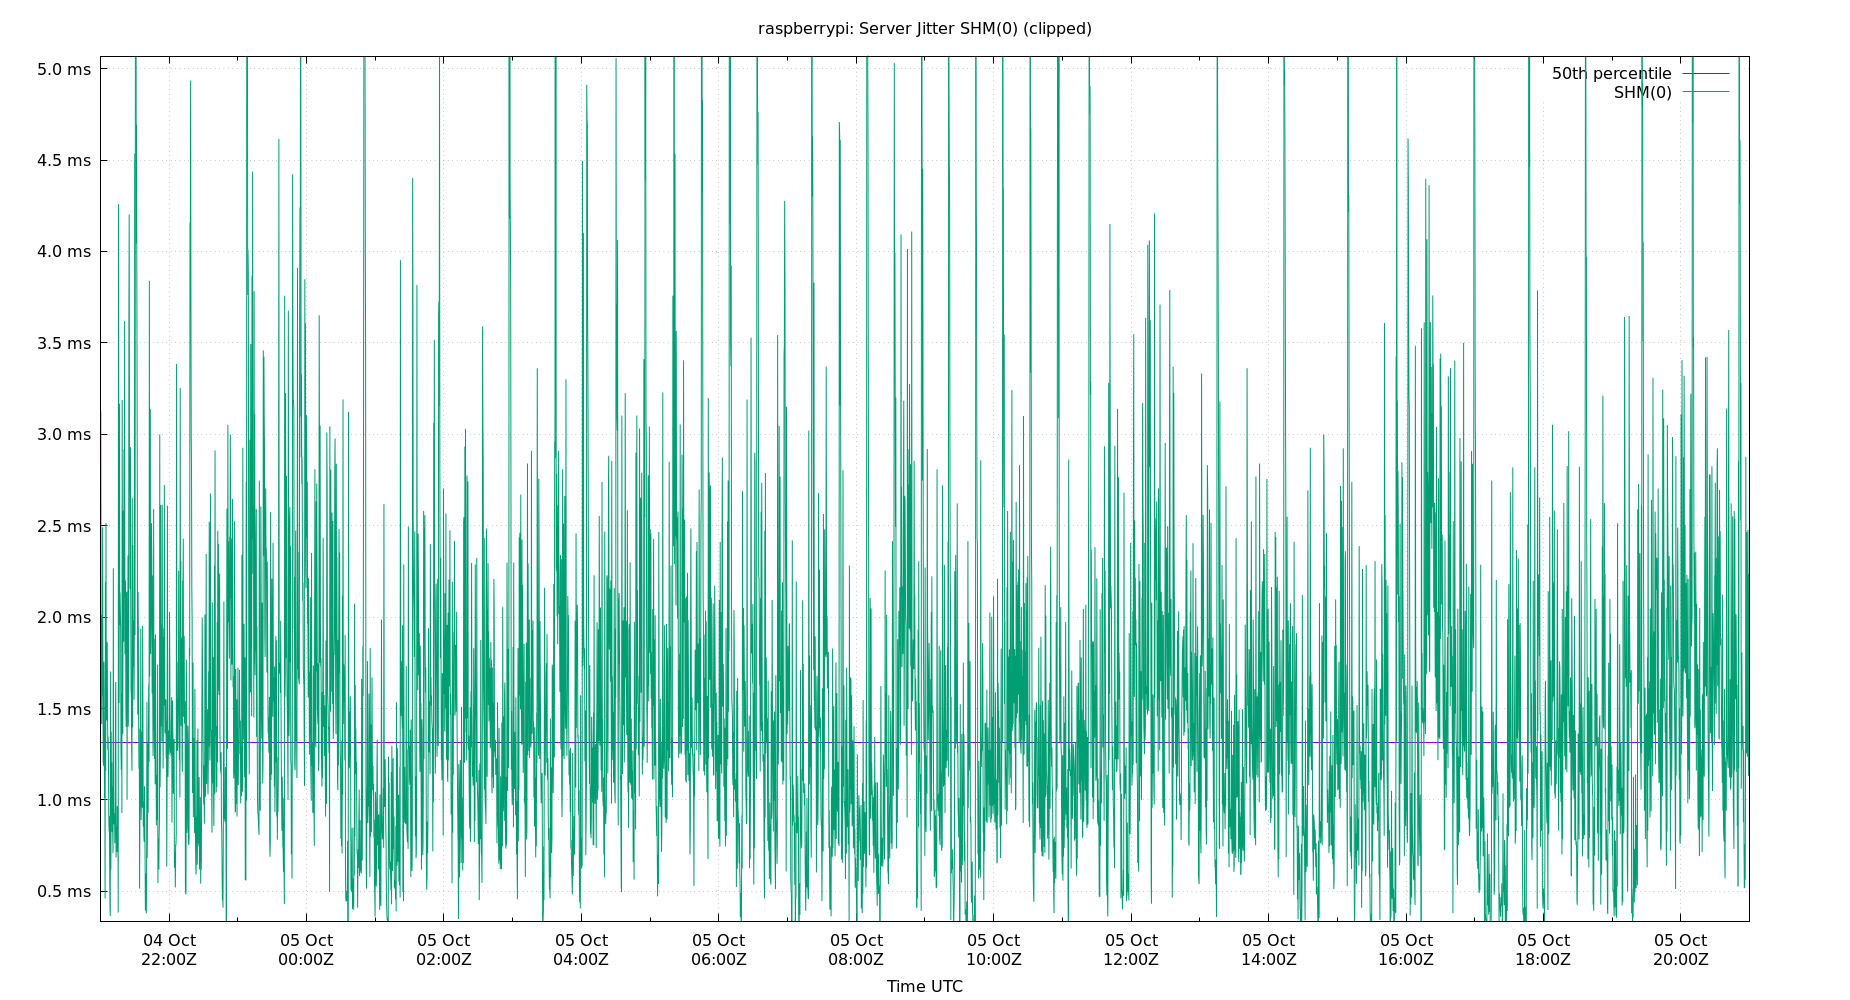 raspberrypi: Server Jitter SHM(0) (clipped)
50th percentile
SHM(0)
5.0 ms
4.5 ms
4.0 ms
3.5 ms
3.0 ms
2.5 ms
2.0 ms
1.5 ms
1.0 ms
0.5 ms
04 Oct 05 Oct 05 Oct 05 Oct 05 Oct 05 Oct 05 Oct 05 Oct 05 Oct 05 Oct 05 Oct 05 Oct
22:00Z 00:00Z 02:00Z 04:00Z 06:00Z 08:00Z 10:00Z 12:00Z 14:00Z 16:00Z 18:00Z 20:00Z
Time UTC